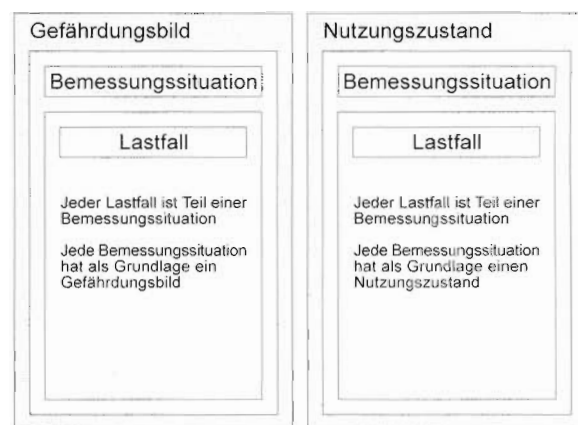 Gefährdungsbild
Bemessungssituation
Lastfall
Jeder Lastfall ist Teil einer
Bemessungssituation
Jede Bemessungssituation
hat als Grundlage ein
Gefährdungsbild
Nutzungszustand
Bemessungssituation
Lastfall
Jeder Lastfall ist Teil einer
Bemessungssituation
Jede Bemessungssituation
hat als Grundlage einen
Nutzungszustand